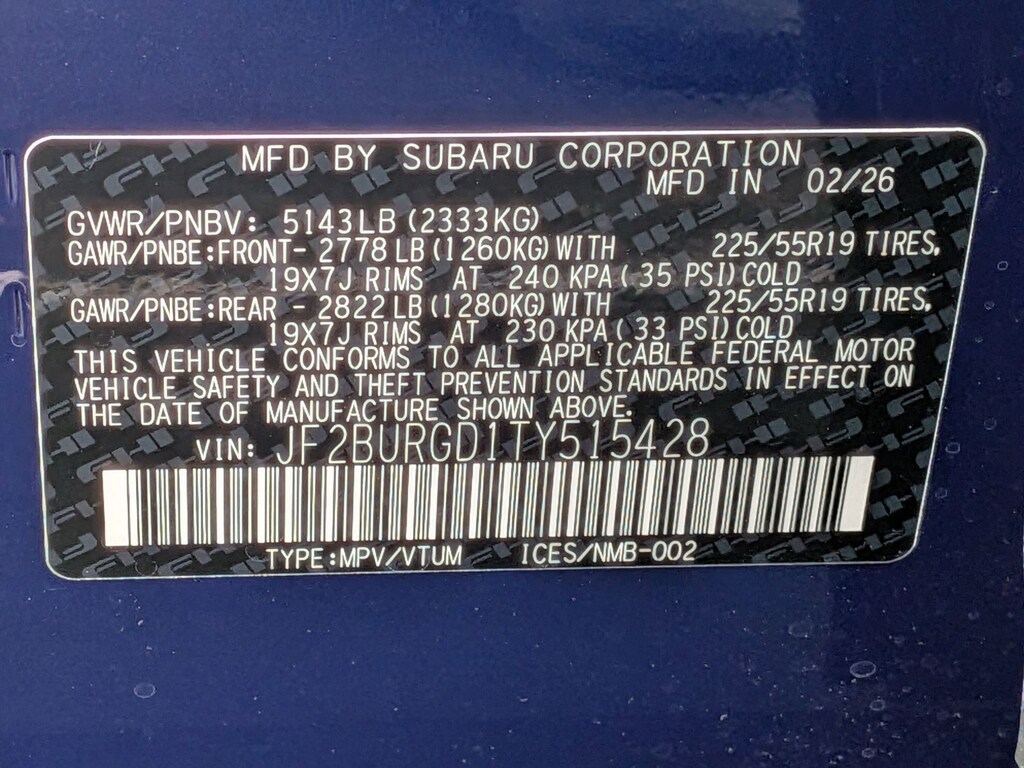 MFD BY SUBARU CORPORATION
MFD IN 02/26
GVWR/PNBV: 5143LB (2333KG)
GAWR/PNBE:FRONT- 2778 LB (1260KG) WITH 225/55R19 TIRES,
19X7J RIMS AT 240 KPA ( 35 PSI) COLD
GAWR/PNBE:REAR - 2822 LB (1280KG) WITH 225/55R19 TIRES,
19X7J RIMS AT 230 KPA ( 33 PSI) COLD
THIS VEHICLE CONFORMS TO ALL APPLICABLE FEDERAL MOTOR
VEHICLE SAFETY AND THEFT PREVENTION STANDARDS IN EFFECT ON
THE DATE OF MANUFACTURE SHOWN ABOVE.
VIN: JF2BURGD1TY515428
TYPE:MPV/VTUM ICES/NMB-002